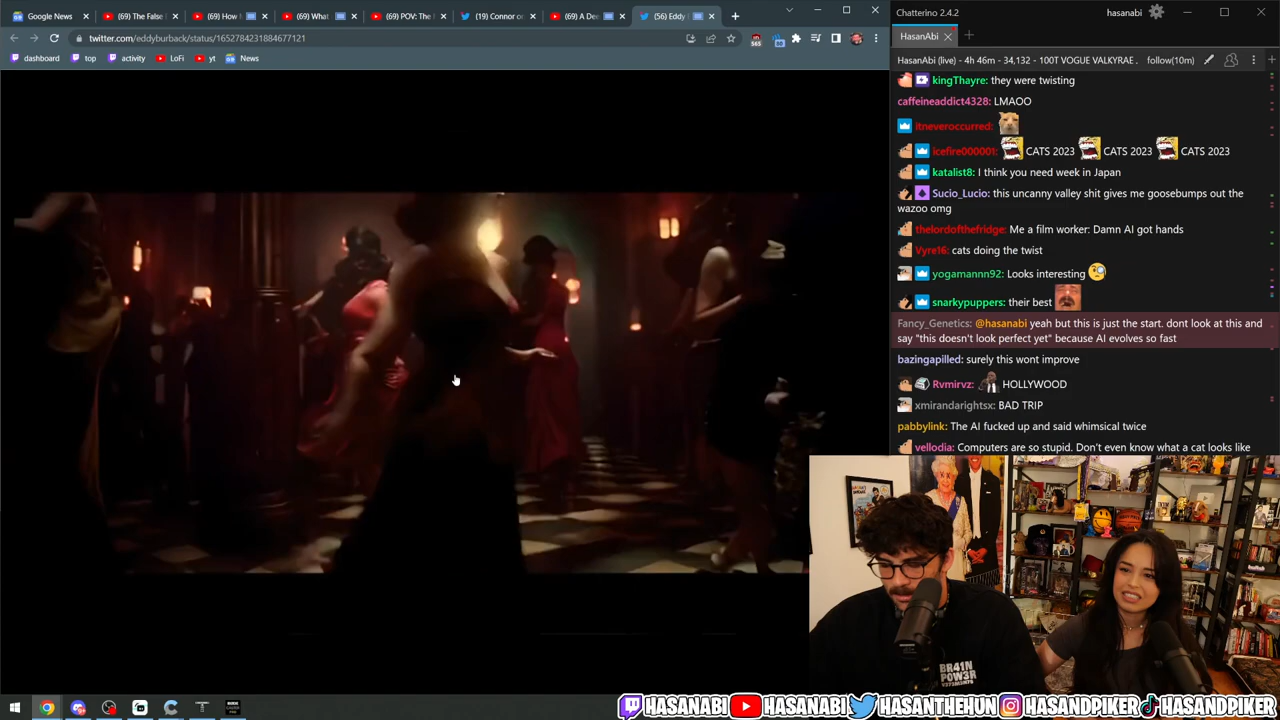 Google News
(69) The False
(69) How
(69) What
(69) POV: The
(19) Connor o
(69) A Dee
(56) Eddy
twitter.com/eddyburback/status/1652784231884677121
dashboard
top
activity
LoFi
yt
News
Chatterino 2.4.2
hasanabi
HasanAbi
HasanAbi (live) - 4h 46m - 34,132 - 100T VOGUE VALKYRAE .
follow(10m)
kingThayre: they were twisting
caffeineaddict4328: LMAOO
itneveroccurred:
icefire000001: CATS 2023 CATS 2023 CATS 2023
katalist8: I think you need week in Japan
Sucio_Lucio: this uncanny valley shit gives me goosebumps out the
wazoo omg
thelordofthefridge: Me a film worker: Damn AI got hands
Vyre16: cats doing the twist
yogamannn92: Looks interesting
snarkypuppers: their best
Fancy_Genetics: @hasanabi yeah but this is just the start. dont look at this and
say "this doesn't look perfect yet" because AI evolves so fast
bazingapilled: surely this wont improve
Rvmirvz: HOLLYWOOD
xmirandarightsx: BAD TRIP
pabbylink: The AI fucked up and said whimsical twice
vellodia: Computers are so stupid. Don't even know what a cat looks like
BR41N
POW3R
HASANABI
HASANABI
HASANTHEHUN
HASANDPIKER
HASANDPIKER